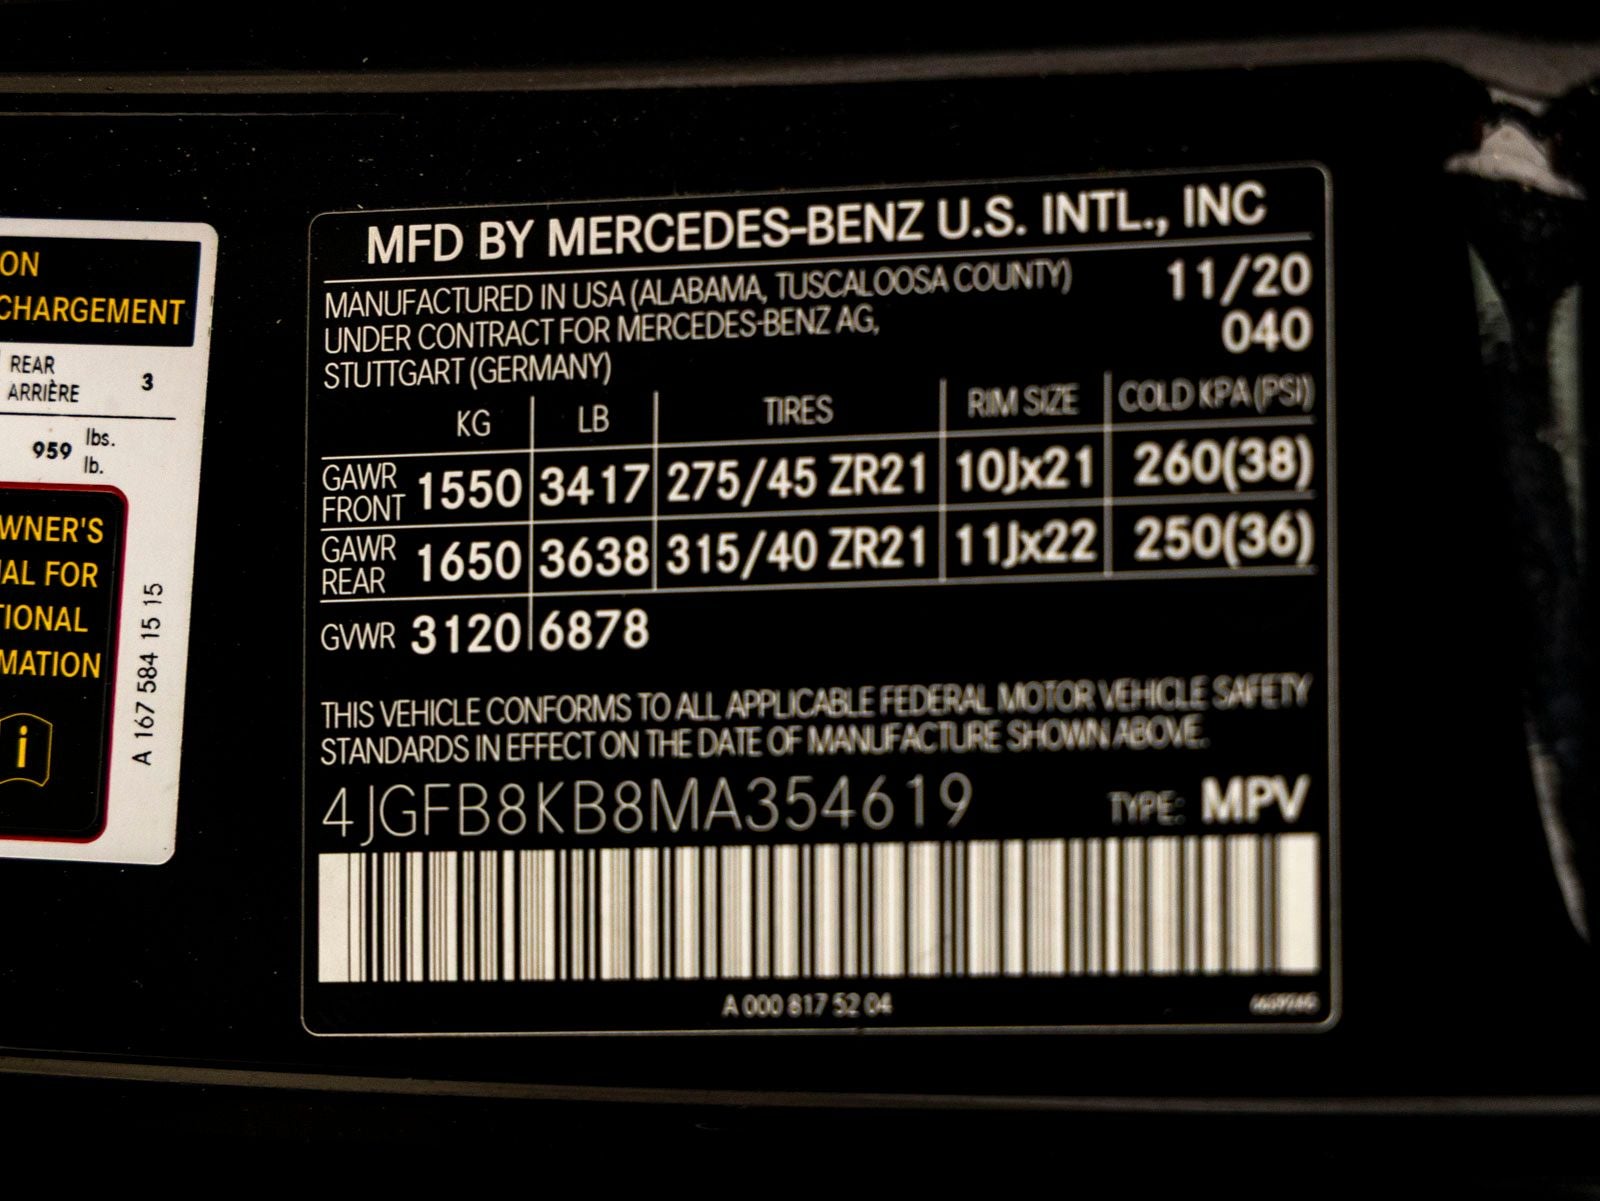 ON
CHARGEMENT
REAR
ARRIÈRE 3
959 lbs.
lb.
WNER'S
AL FOR
TIONAL
MATION
i
A 167 584 15 15
MFD BY MERCEDES-BENZ U.S. INTL., INC
MANUFACTURED IN USA (ALABAMA, TUSCALOOSA COUNTY) 11/20
UNDER CONTRACT FOR MERCEDES-BENZ AG, 040
STUTTGART (GERMANY)
KG LB TIRES RIM SIZE COLD KPA (PSI)
GAWR FRONT 1550 3417 275/45 ZR21 10Jx21 260(38)
GAWR REAR 1650 3638 315/40 ZR21 11Jx22 250(36)
GVWR 3120 6878
THIS VEHICLE CONFORMS TO ALL APPLICABLE FEDERAL MOTOR VEHICLE SAFETY
STANDARDS IN EFFECT ON THE DATE OF MANUFACTURE SHOWN ABOVE.
4JGFB8KB8MA354619 TYPE: MPV
A 000 817 52 04